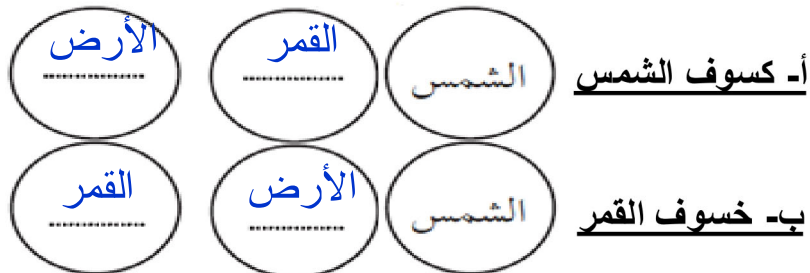 أ- كسوف الشمس الشمس القمر الأرض
ب- خسوف القمر الشمس الأرض القمر